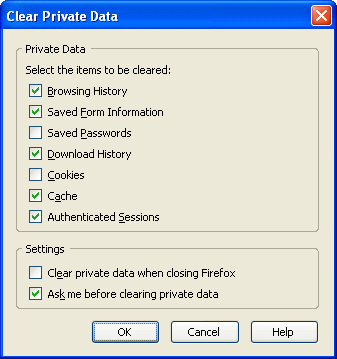 Clear Private Data
Private Data
Select the items to be cleared:
Browsing History
Saved Form Information
Saved Passwords
Download History
Cookies
Cache
Authenticated Sessions
Settings
Clear private data when closing Firefox
Ask me before clearing private data
OK Cancel Help